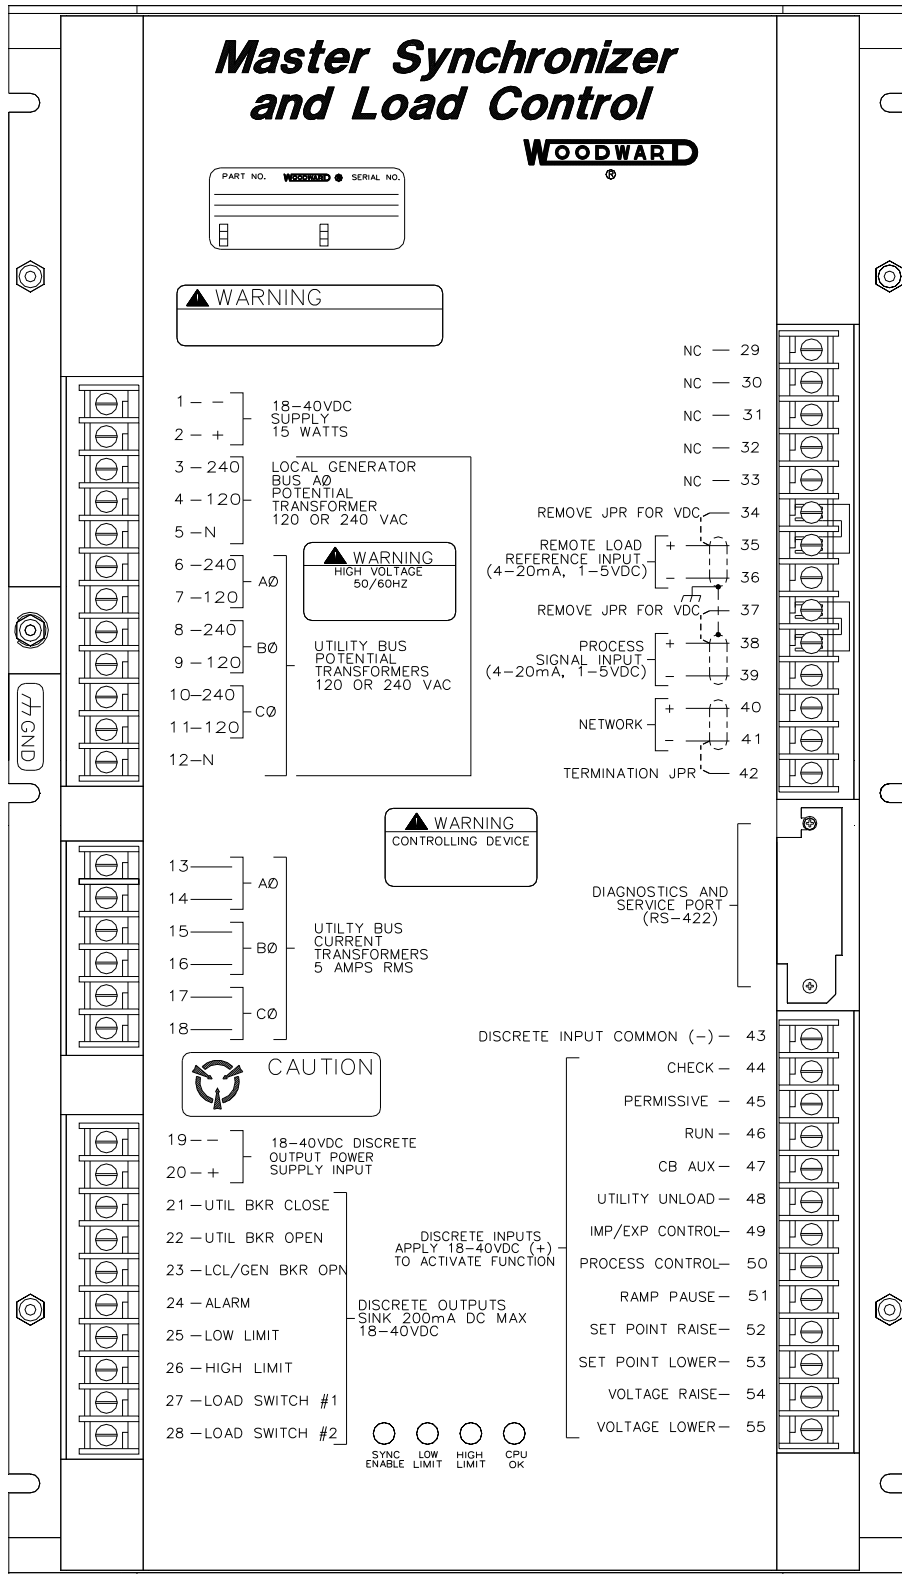 Master Synchronizer
and Load Control
WOODWARD
®
PART NO. WOODWARD SERIAL NO.
WARNING
1 – –
2 – +
18–40VDC
SUPPLY
15 WATTS
3 – 240
4 – 120
5 – N
LOCAL GENERATOR
BUS AØ
POTENTIAL
TRANSFORMER
120 OR 240 VAC
WARNING
HIGH VOLTAGE
50/60HZ
6 – 240
7 – 120
AØ
8 – 240
9 – 120
BØ
10–240
11–120
CØ
12–N
UTILITY BUS
POTENTIAL
TRANSFORMERS
120 OR 240 VAC
GND
WARNING
CONTROLLING DEVICE
13
14
AØ
15
16
BØ
17
18
CØ
UTILTY BUS
CURRENT
TRANSFORMERS
5 AMPS RMS
CAUTION
19 – –
20 – +
18–40VDC DISCRETE
OUTPUT POWER
SUPPLY INPUT
21 – UTIL BKR CLOSE
22 – UTIL BKR OPEN
23 – LCL/GEN BKR OPN
24 – ALARM
25 – LOW LIMIT
26 – HIGH LIMIT
27 – LOAD SWITCH #1
28 – LOAD SWITCH #2
DISCRETE OUTPUTS
SINK 200mA DC MAX
18–40VDC
SYNC
ENABLE
LOW
LIMIT
HIGH
LIMIT
CPU
OK
NC – 29
NC – 30
NC – 31
NC – 32
NC – 33
REMOVE JPR FOR VDC 34
REMOTE LOAD
REFERENCE INPUT
(4–20mA, 1–5VDC)
+ 35
– 36
REMOVE JPR FOR VDC 37
PROCESS
SIGNAL INPUT
(4–20mA, 1–5VDC)
+ 38
– 39
NETWORK
+ 40
– 41
TERMINATION JPR 42
DIAGNOSTICS AND
SERVICE PORT
(RS–422)
DISCRETE INPUT COMMON (–) – 43
CHECK – 44
PERMISSIVE – 45
RUN – 46
CB AUX – 47
UTILITY UNLOAD – 48
IMP/EXP CONTROL – 49
PROCESS CONTROL – 50
RAMP PAUSE – 51
SET POINT RAISE – 52
SET POINT LOWER – 53
VOLTAGE RAISE – 54
VOLTAGE LOWER – 55
DISCRETE INPUTS
APPLY 18–40VDC (+)
TO ACTIVATE FUNCTION